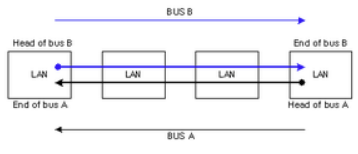 BUS B
Head of bus B
End of bus B
LAN
LAN
LAN
LAN
End of bus A
Head of bus A
BUS A